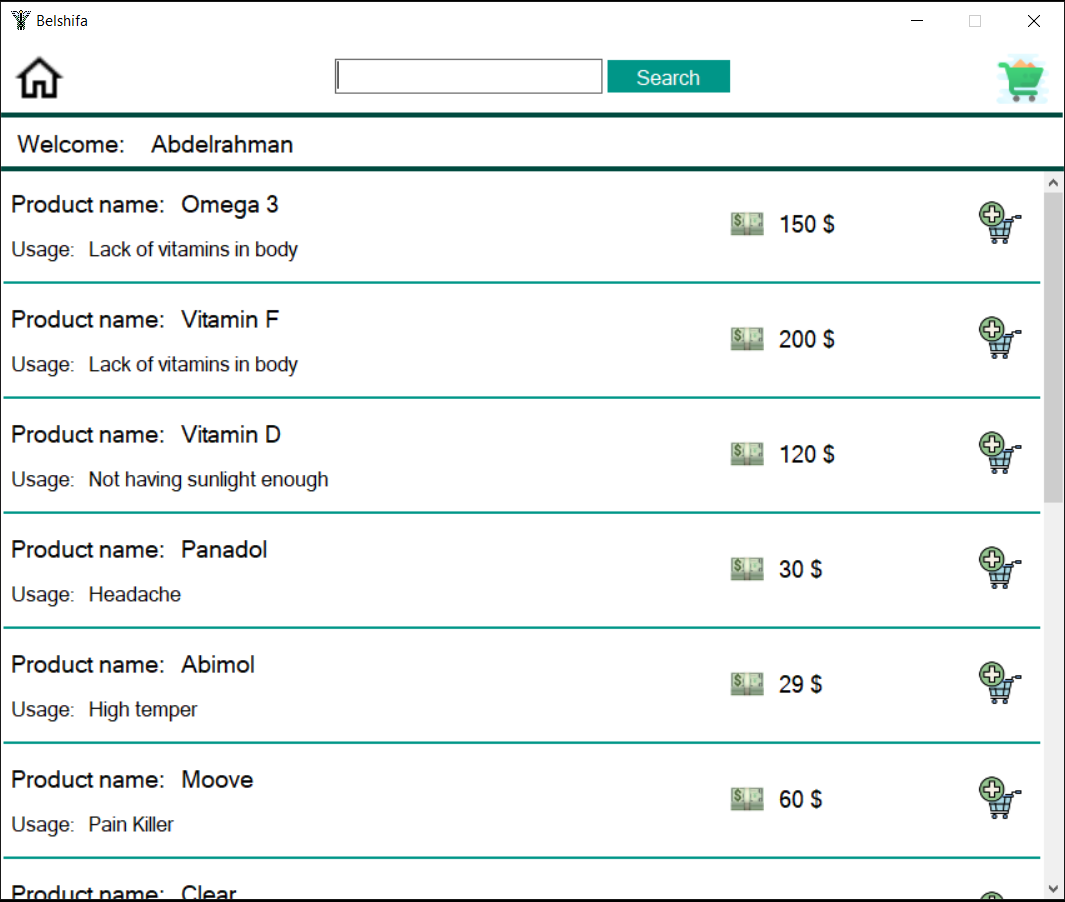 Belshifa
Search
Welcome: Abdelrahman
Product name: Omega 3
150 $
Usage: Lack of vitamins in body
Product name: Vitamin F
200 $
Usage: Lack of vitamins in body
Product name: Vitamin D
120 $
Usage: Not having sunlight enough
Product name: Panadol
30 $
Usage: Headache
Product name: Abimol
29 $
Usage: High temper
Product name: Moove
60 $
Usage: Pain Killer
Product name: Clear